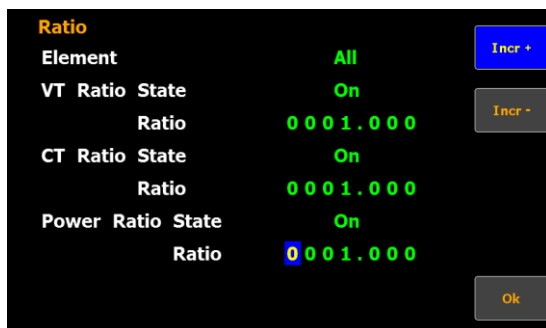 Ratio
Element All
VT Ratio State On
Ratio 0001.000
CT Ratio State On
Ratio 0001.000
Power Ratio State On
Ratio 0001.000
Incr +
Incr -
Ok